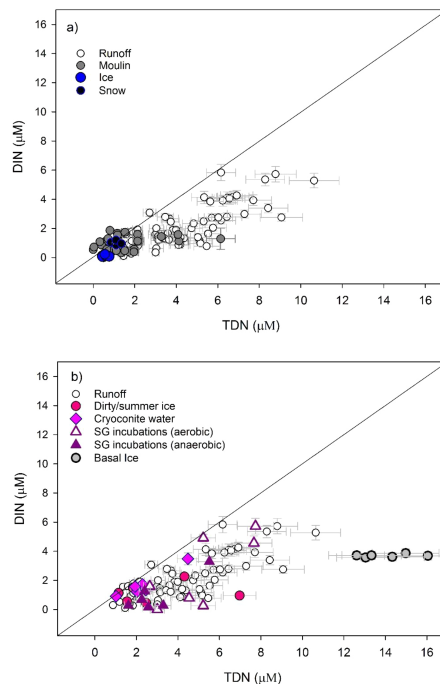 a)
Runoff
Moulin
Ice
Snow
16
14
12
10
8
6
4
2
0
DIN (µM)
0 2 4 6 8 10 12 14 16
TDN (µM)
b)
Runoff
Dirty/summer ice
Cryoconite water
SG incubations (aerobic)
SG incubations (anaerobic)
Basal Ice
16
14
12
10
8
6
4
2
0
DIN (µM)
0 2 4 6 8 10 12 14 16
TDN (µM)